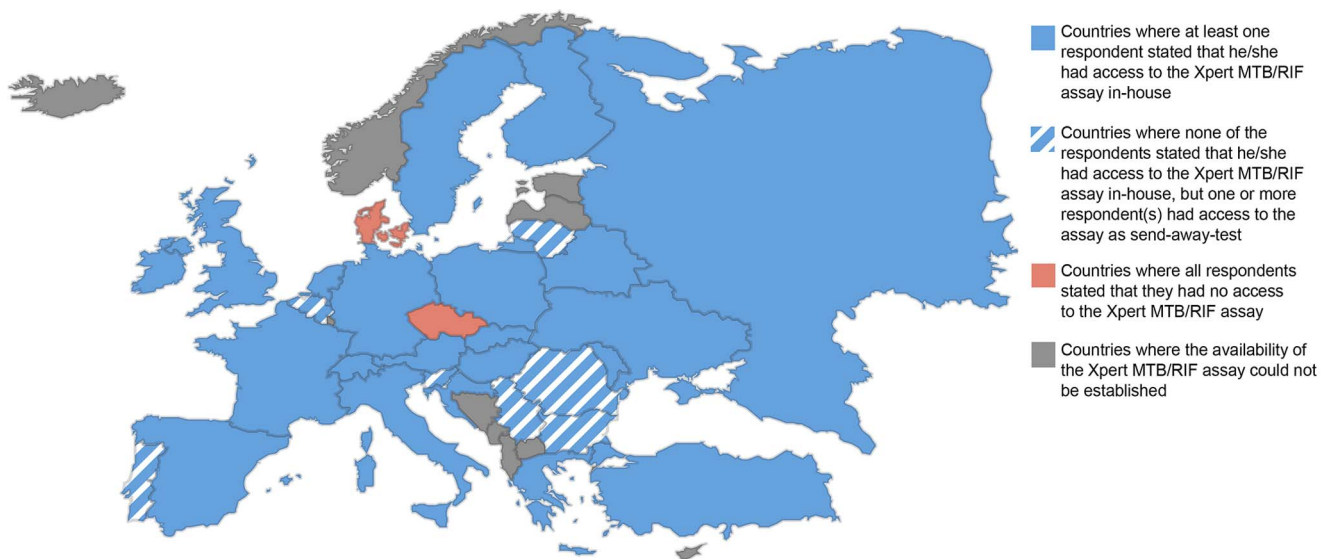 Countries where at least one
respondent stated that he/she
had access to the Xpert MTB/RIF
assay in-house
Countries where none of the
respondents stated that he/she
had access to the Xpert MTB/RIF
assay in-house, but one or more
respondent(s) had access to the
assay as send-away-test
Countries where all respondents
stated that they had no access
to the Xpert MTB/RIF assay
Countries where the availability of
the Xpert MTB/RIF assay could not
be established